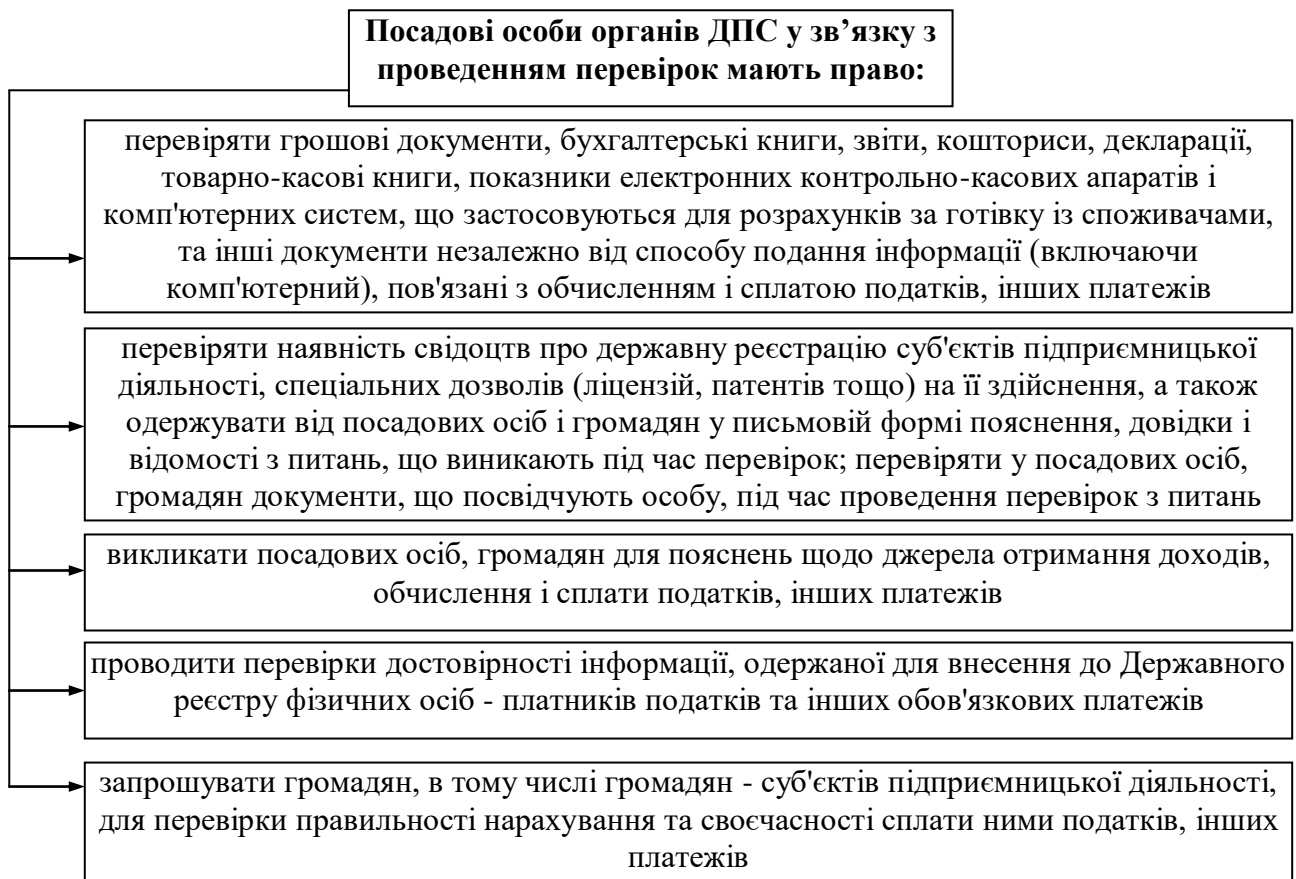 Посадові особи органів ДПС у зв’язку з
проведенням перевірок мають право:
перевіряти грошові документи, бухгалтерські книги, звіти, кошториси, декларації,
товарно-касові книги, показники електронних контрольно-касових апаратів і
комп'ютерних систем, що застосовуються для розрахунків за готівку із споживачами,
та інші документи незалежно від способу подання інформації (включаючи
комп'ютерний), пов'язані з обчисленням і сплатою податків, інших платежів
перевіряти наявність свідоцтв про державну реєстрацію суб'єктів підприємницької
діяльності, спеціальних дозволів (ліцензій, патентів тощо) на її здійснення, а також
одержувати від посадових осіб і громадян у письмовій формі пояснення, довідки і
відомості з питань, що виникають під час перевірок; перевіряти у посадових осіб,
громадян документи, що посвідчують особу, під час проведення перевірок з питань
викликати посадових осіб, громадян для пояснень щодо джерела отримання доходів,
обчислення і сплати податків, інших платежів
проводити перевірки достовірності інформації, одержаної для внесення до Державного
реєстру фізичних осіб - платників податків та інших обов'язкових платежів
запрошувати громадян, в тому числі громадян - суб'єктів підприємницької діяльності,
для перевірки правильності нарахування та своєчасності сплати ними податків, інших
платежів